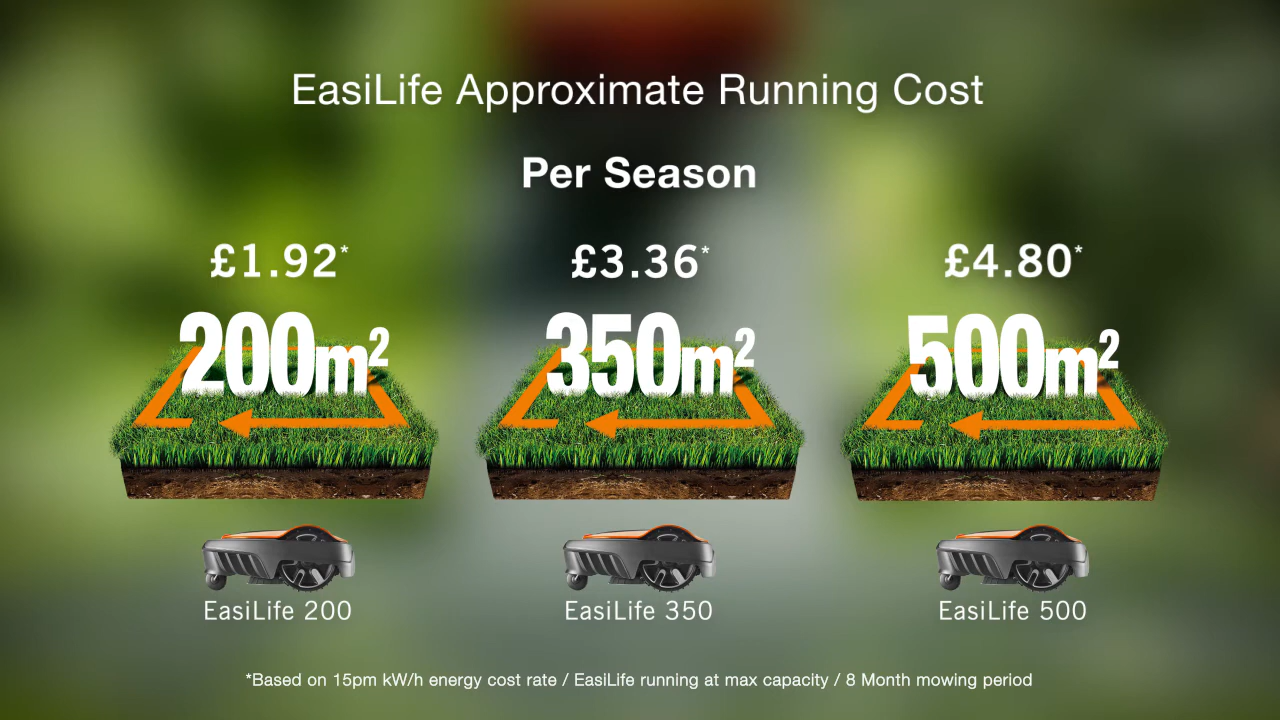 EasiLife Approximate Running Cost
Per Season
£1.92* £3.36* £4.80*
200m² 350m² 500m²
EasiLife 200 EasiLife 350 EasiLife 500
*Based on 15pm kW/h energy cost rate / EasiLife running at max capacity / 8 Month mowing period